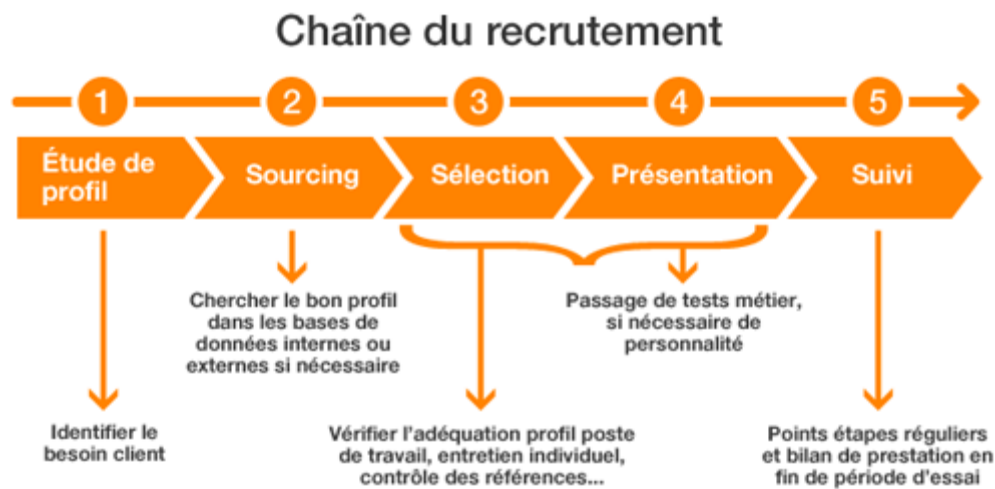 Chaîne du recrutement
1
2
3
4
5
Étude de
profil
Sourcing
Sélection
Présentation
Suivi
Chercher le bon profil
dans les bases de
données internes ou
externes si nécessaire
Passage de tests métier,
si nécessaire de
personnalité
Identifier le
besoin client
Vérifier l'adéquation profil poste
de travail, entretien individuel,
contrôle des références...
Points étapes réguliers
et bilan de prestation en
fin de période d'essai